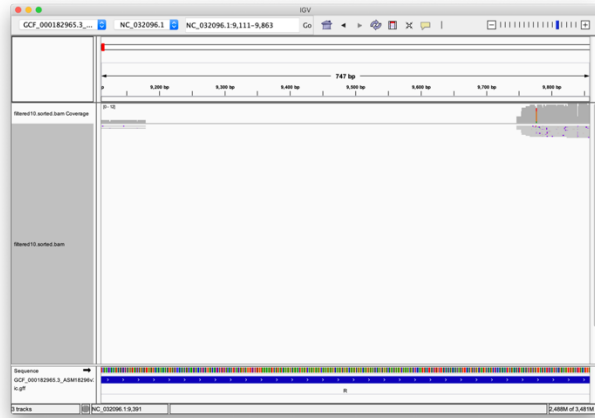 IGV
GCF_000182965.3_... NC_032096.1 NC_032096.1:9,111-9,863 Go
747 bp
p 9,200 bp 9,300 bp 9,400 bp 9,500 bp 9,600 bp 9,700 bp 9,800 bp
filtered10.sorted.bam Coverage
[0 - 12]
filtered10.sorted.bam
Sequence
GCF_000182965.3_ASM18296v:
ic.gff
R
3 tracks NC_032096.1:9,391 2,488M of 3,481M